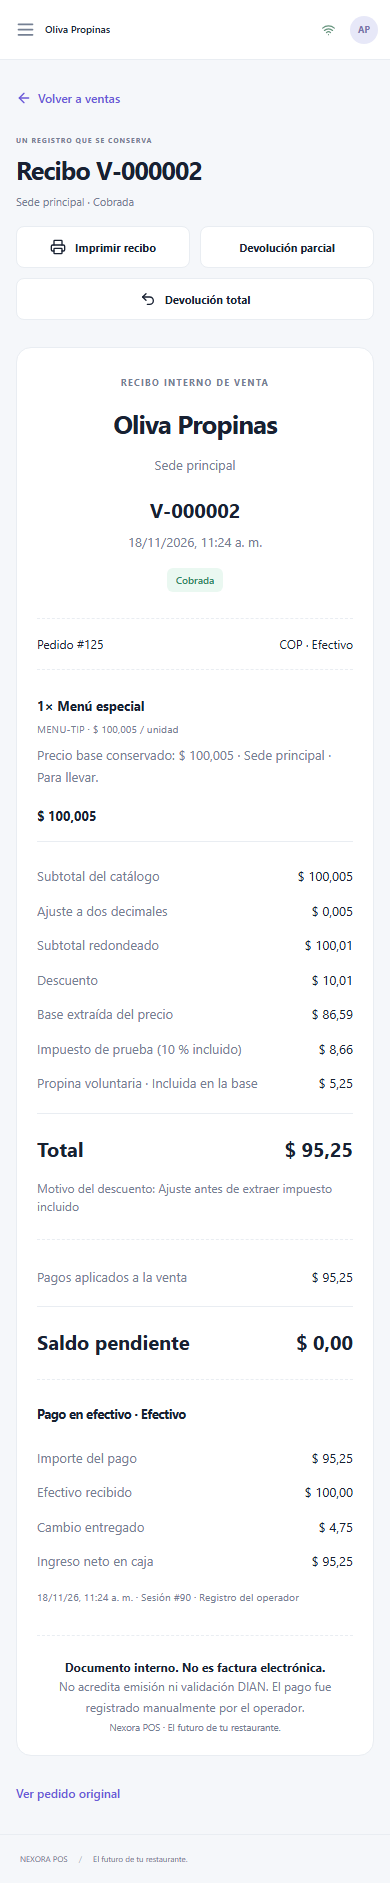 Oliva Propinas
AP
Volver a ventas
UN REGISTRO QUE SE CONSERVA
Recibo V-000002
Sede principal · Cobrada
Imprimir recibo
Devolución parcial
Devolución total
RECIBO INTERNO DE VENTA
Oliva Propinas
Sede principal
V-000002
18/11/2026, 11:24 a. m.
Cobrada
Pedido #125 COP · Efectivo
1× Menú especial
MENU-TIP · $ 100,005 / unidad
Precio base conservado: $ 100,005 · Sede principal ·
Para llevar.
$ 100,005
Subtotal del catálogo $ 100,005
Ajuste a dos decimales $ 0,005
Subtotal redondeado $ 100,01
Descuento $ 10,01
Base extraída del precio $ 86,59
Impuesto de prueba (10 % incluido) $ 8,66
Propina voluntaria · Incluida en la base $ 5,25
Total $ 95,25
Motivo del descuento: Ajuste antes de extraer impuesto
incluido
Pagos aplicados a la venta $ 95,25
Saldo pendiente $ 0,00
Pago en efectivo · Efectivo
Importe del pago $ 95,25
Efectivo recibido $ 100,00
Cambio entregado $ 4,75
Ingreso neto en caja $ 95,25
18/11/26, 11:24 a. m. · Sesión #90 · Registro del operador
Documento interno. No es factura electrónica.
No acredita emisión ni validación DIAN. El pago fue
registrado manualmente por el operador.
Nexora POS · El futuro de tu restaurante.
Ver pedido original
NEXORA POS / El futuro de tu restaurante.